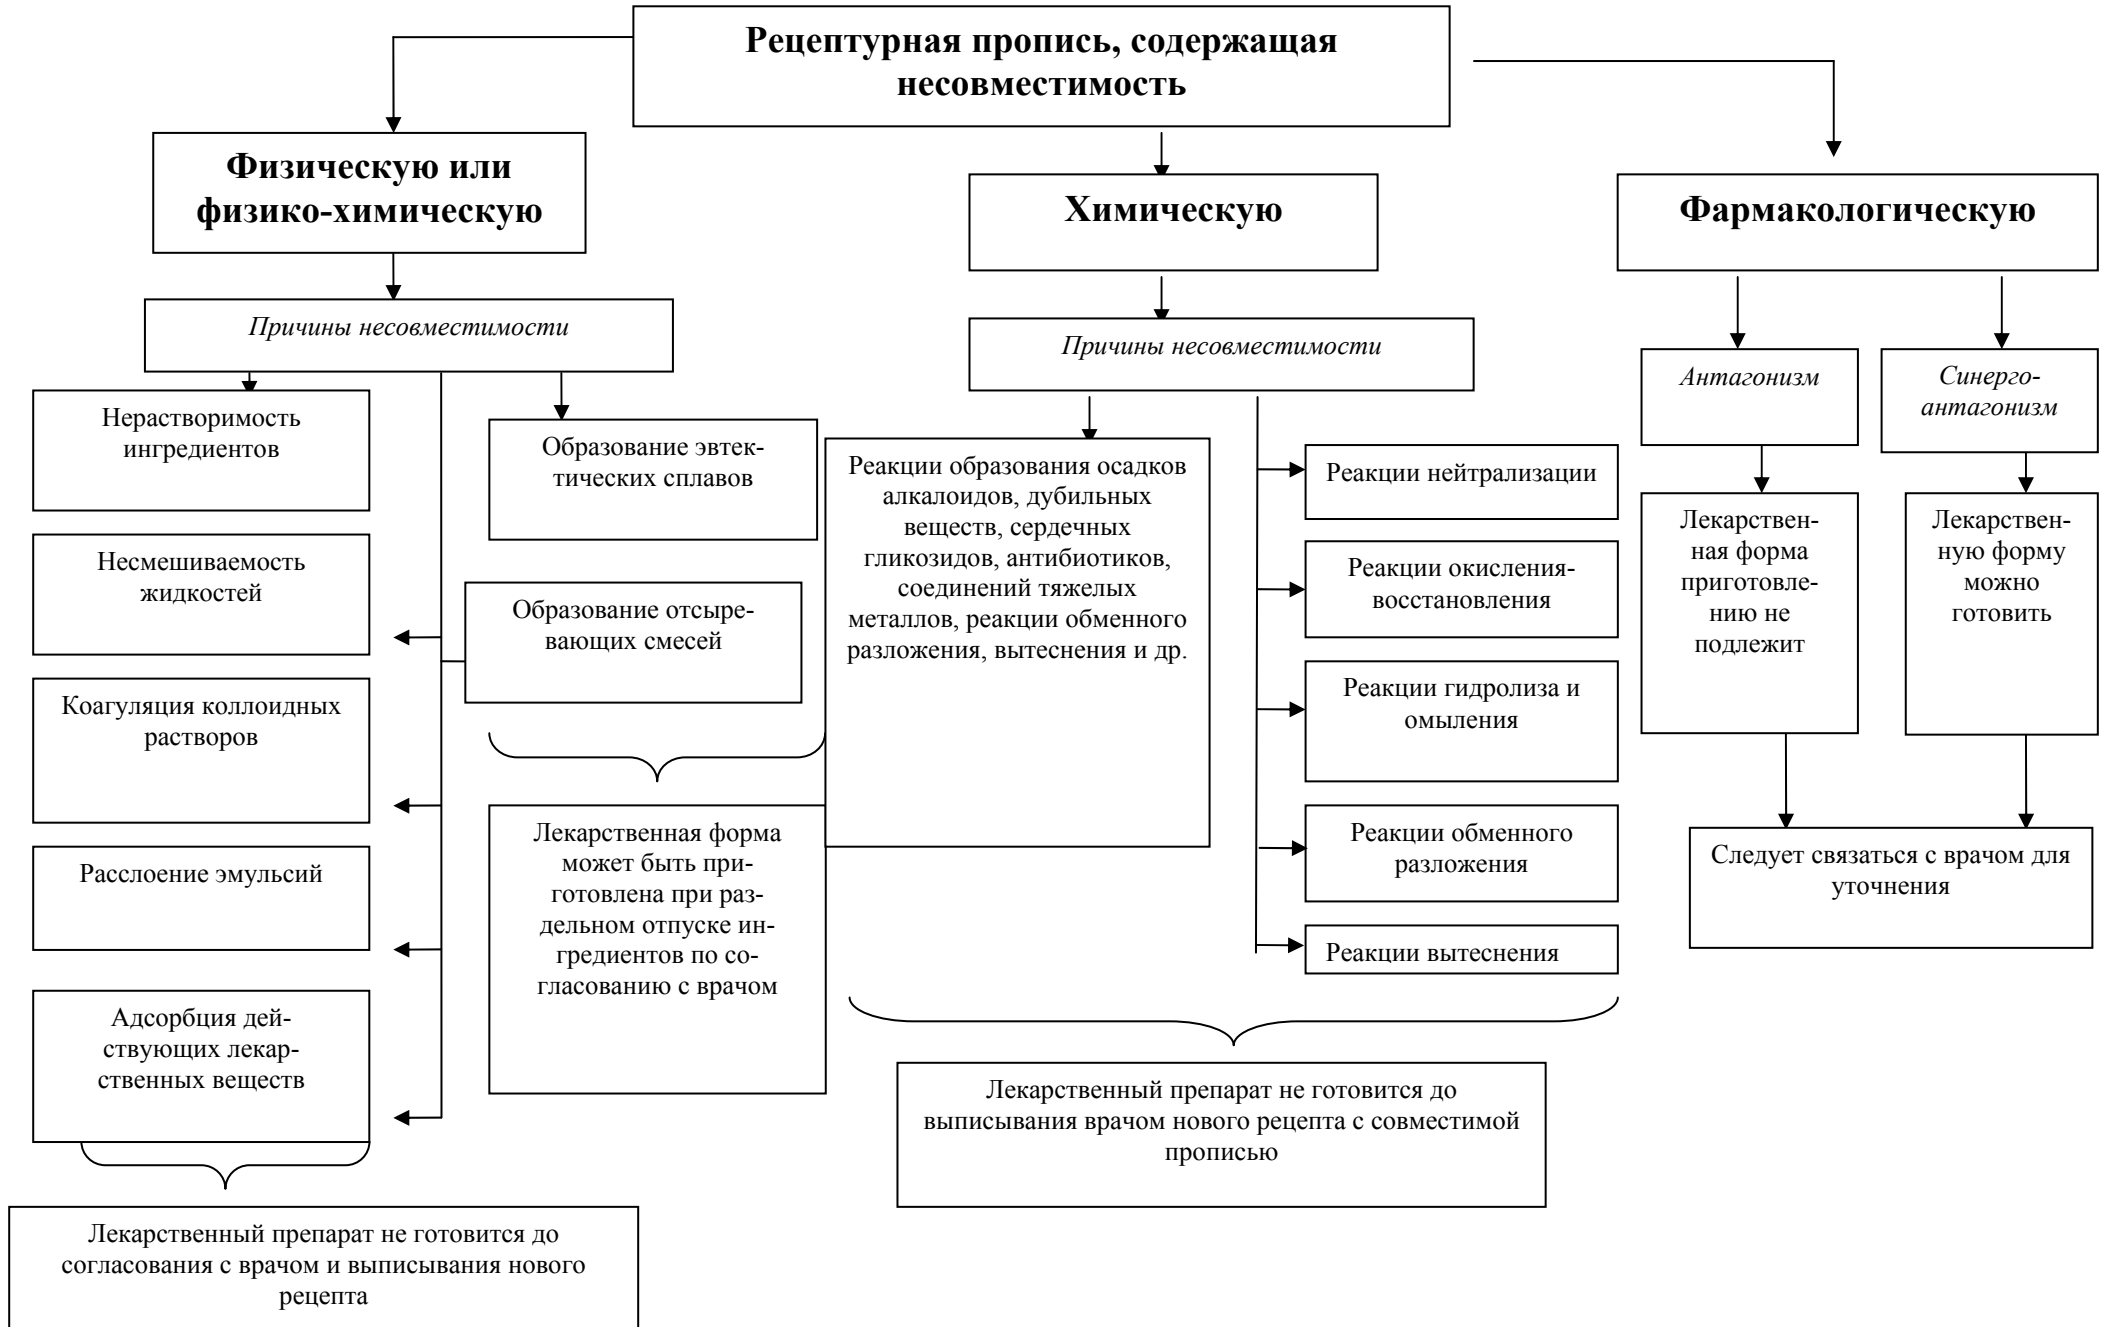 Рецептурная пропись, содержащая
несовместимость
Физическую или
физико-химическую
Причины несовместимости
Нерастворимость
ингредиентов
Несмешиваемость
жидкостей
Коагуляция коллоидных
растворов
Расслоение эмульсий
Адсорбция дей-
ствующих лекар-
ственных веществ
Лекарственный препарат не готовится до
согласования с врачом и выписывания нового
рецепта
Образование эвтек-
тических сплавов
Образование отсыре-
вающих смесей
Лекарственная форма
может быть при-
готовлена при раз-
дельном отпуске ин-
гредиентов по со-
гласованию с врачом
Химическую
Причины несовместимости
Реакции образования осадков
алкалоидов, дубильных
веществ, сердечных
гликозидов, антибиотиков,
соединений тяжелых
металлов, реакции обменного
разложения, вытеснения и др.
Реакции нейтрализации
Реакции окисления-
восстановления
Реакции гидролиза и
омыления
Реакции обменного
разложения
Реакции вытеснения
Лекарственный препарат не готовится до
выписывания врачом нового рецепта с совместимой
прописью
Фармакологическую
Антагонизм
Лекарствен-
ная форма
приготовле-
нию не
подлежит
Синерго-
антагонизм
Лекарствен-
ную форму
можно
готовить
Следует связаться с врачом для
уточнения